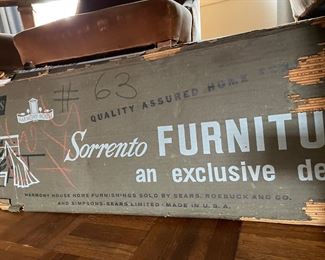 HARMONY HOUSE
# 63
QUALITY ASSURED HOME
Sorrento FURNITU
an exclusive de
HARMONY HOUSE HOME FURNISHINGS SOLD BY SEARS, ROEBUCK AND CO.
AND SIMPSONS-SEARS LIMITED · MADE IN U.S.A.